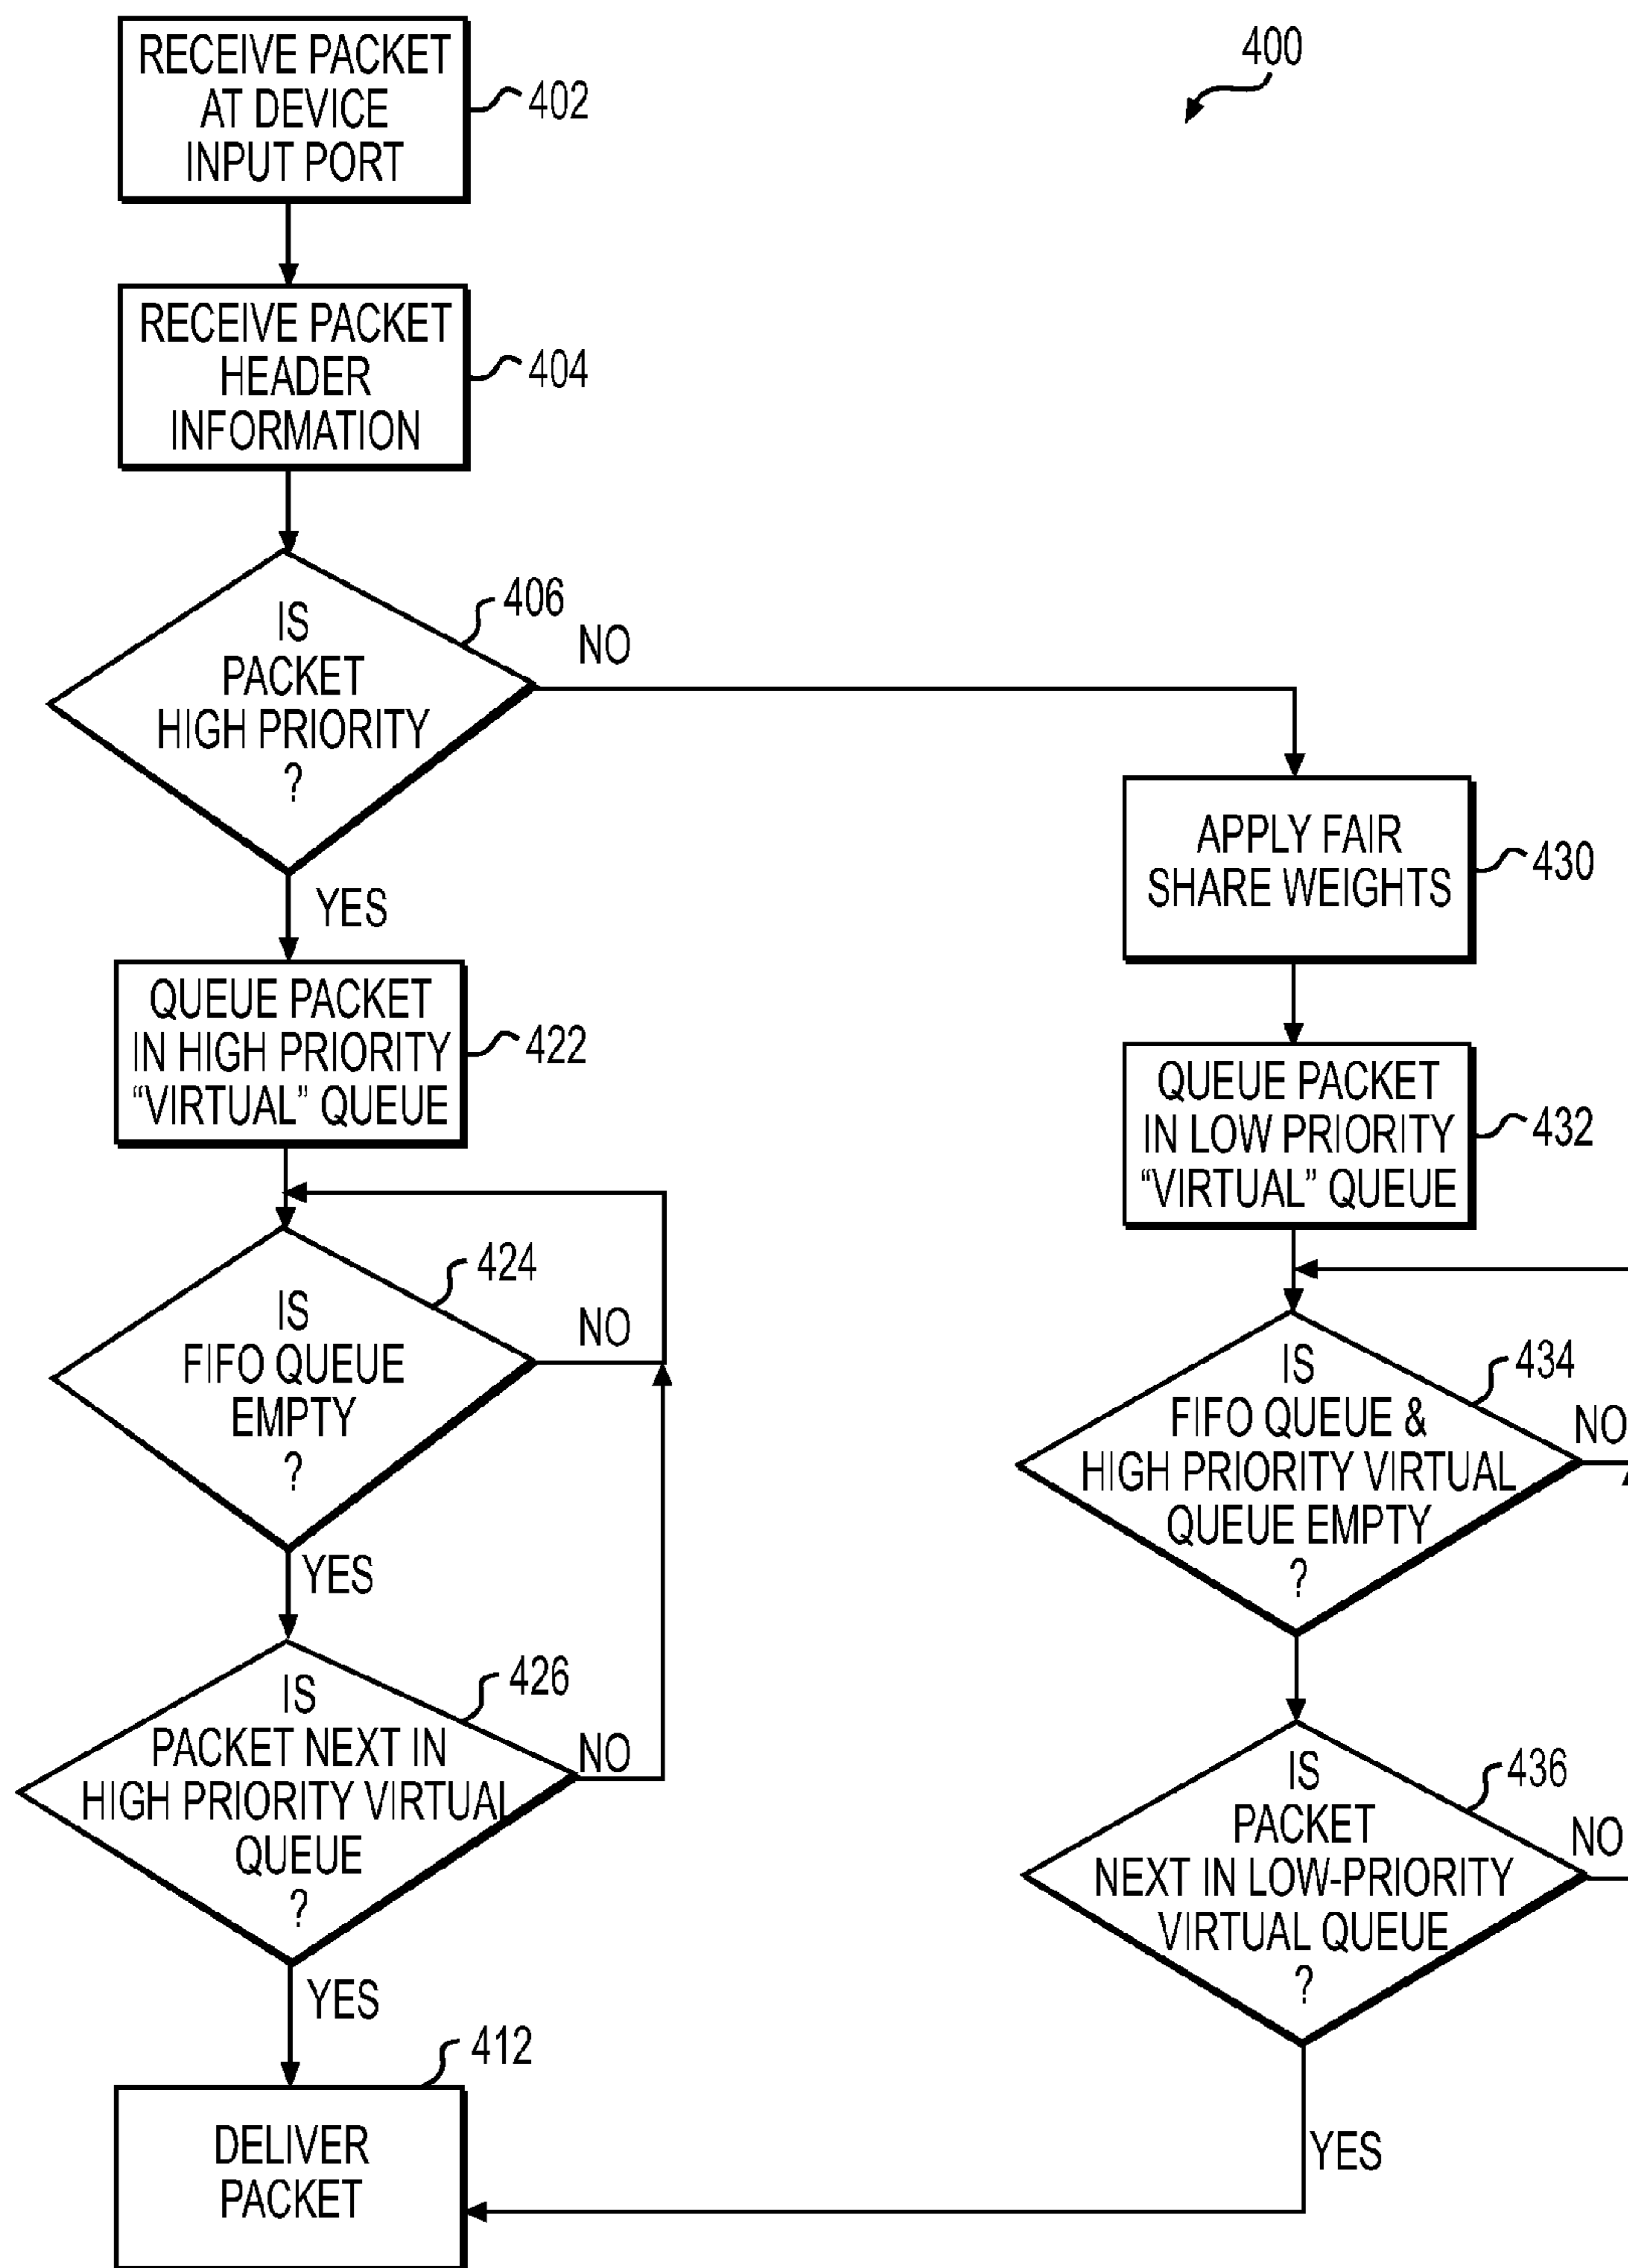 400
RECEIVE PACKET
AT DEVICE
INPUT PORT
402
RECEIVE PACKET
HEADER
INFORMATION
404
IS
PACKET
HIGH PRIORITY
?
406
NO
YES
QUEUE PACKET
IN HIGH PRIORITY
“VIRTUAL” QUEUE
422
IS
FIFO QUEUE
EMPTY
?
424
NO
YES
IS
PACKET NEXT IN
HIGH PRIORITY VIRTUAL
QUEUE
?
426
NO
YES
DELIVER
PACKET
412
APPLY FAIR
SHARE WEIGHTS
430
QUEUE PACKET
IN LOW PRIORITY
“VIRTUAL” QUEUE
432
IS
FIFO QUEUE &
HIGH PRIORITY VIRTUAL
QUEUE EMPTY
?
434
NO
IS
PACKET
NEXT IN LOW-PRIORITY
VIRTUAL QUEUE
?
436
NO
YES